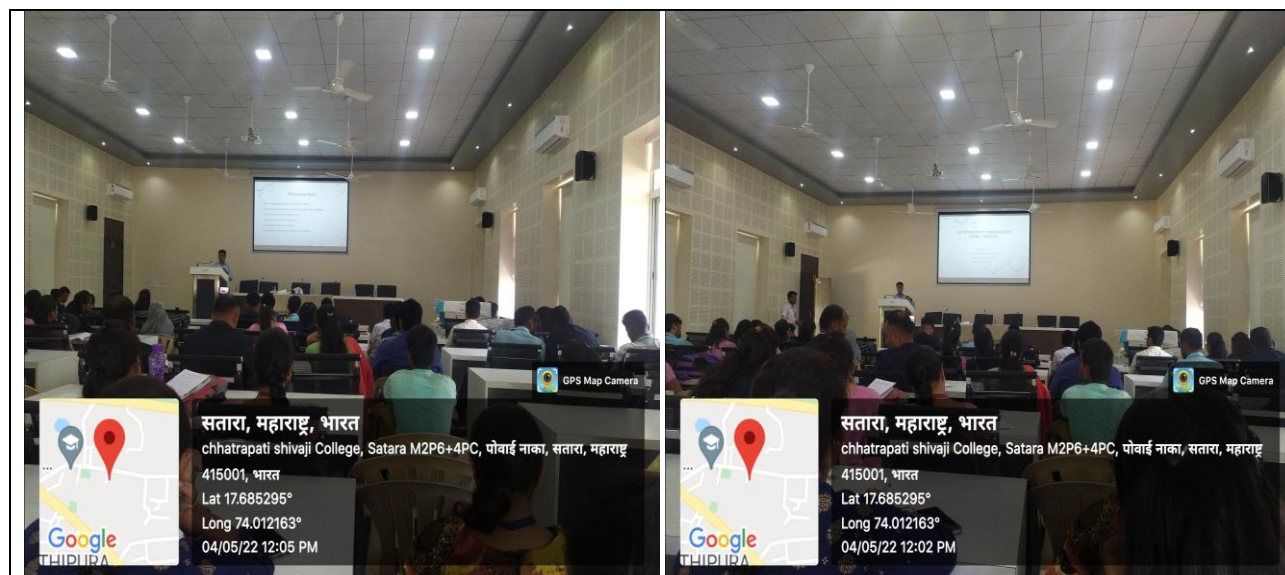 GPS Map Camera
सतारा, महाराष्ट्र, भारत
chhatrapati shivaji College, Satara M2P6+4PC, पोवाई नाका, सतारा, महाराष्ट्र
415001, भारत
Lat 17.685295°
Long 74.012163°
04/05/22 12:05 PM
Google
THIPURA
GPS Map Camera
सतारा, महाराष्ट्र, भारत
chhatrapati shivaji College, Satara M2P6+4PC, पोवाई नाका, सतारा, महाराष्ट्र
415001, भारत
Lat 17.685295°
Long 74.012163°
04/05/22 12:02 PM
Google
THIPURA